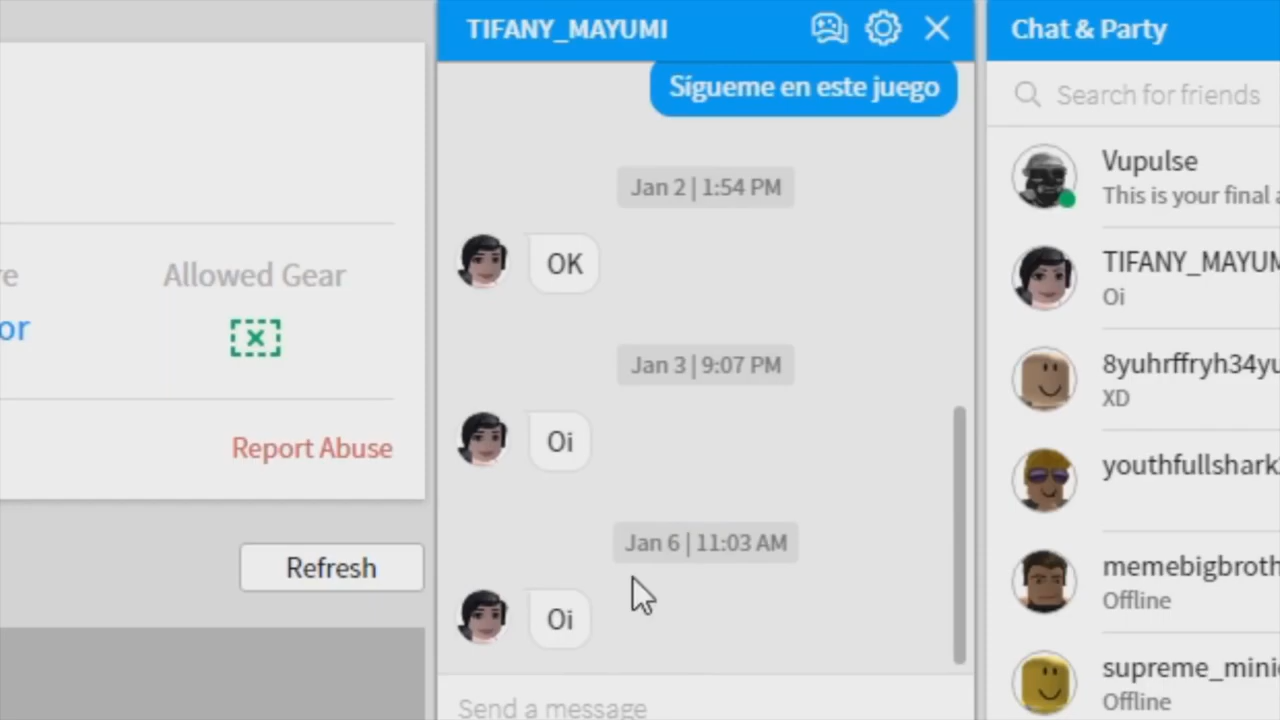 TIFANY_MAYUMI
Sígueme en este juego
Jan 2 | 1:54 PM
OK
Jan 3 | 9:07 PM
Oi
Jan 6 | 11:03 AM
Oi
Send a message
re
or
Allowed Gear
Report Abuse
Refresh
Chat & Party
Search for friends
Vupulse
This is your final a
TIFANY_MAYUM
Oi
8yuhrffryh34yu
XD
youthfullshark
memebigbroth
Offline
supreme_mini
Offline